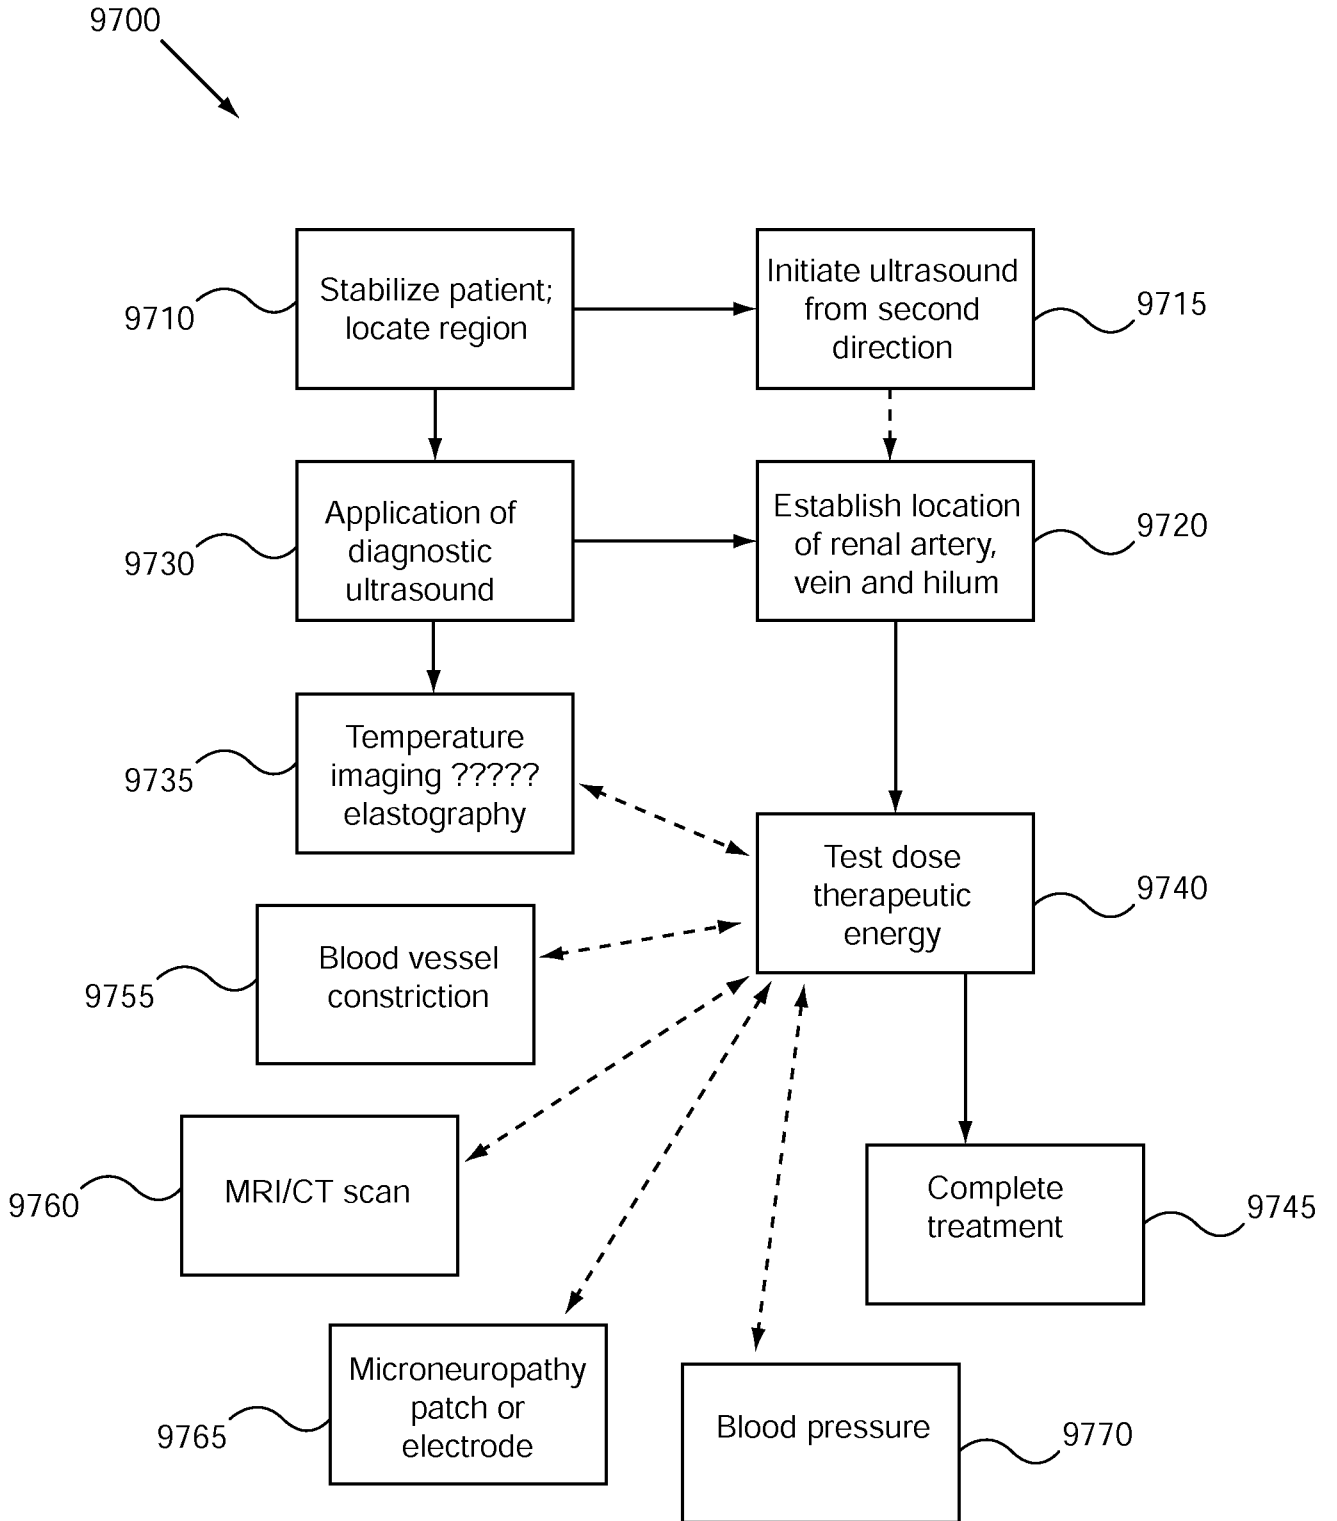 9700
9710
Stabilize patient;
locate region
Initiate ultrasound
from second
direction
9715
9730
Application of
diagnostic
ultrasound
Establish location
of renal artery,
vein and hilum
9720
9735
Temperature
imaging ?????
elastography
Test dose
therapeutic
energy
9740
9755
Blood vessel
constriction
9760
MRI/CT scan
Complete
treatment
9745
9765
Microneuropathy
patch or
electrode
Blood pressure
9770